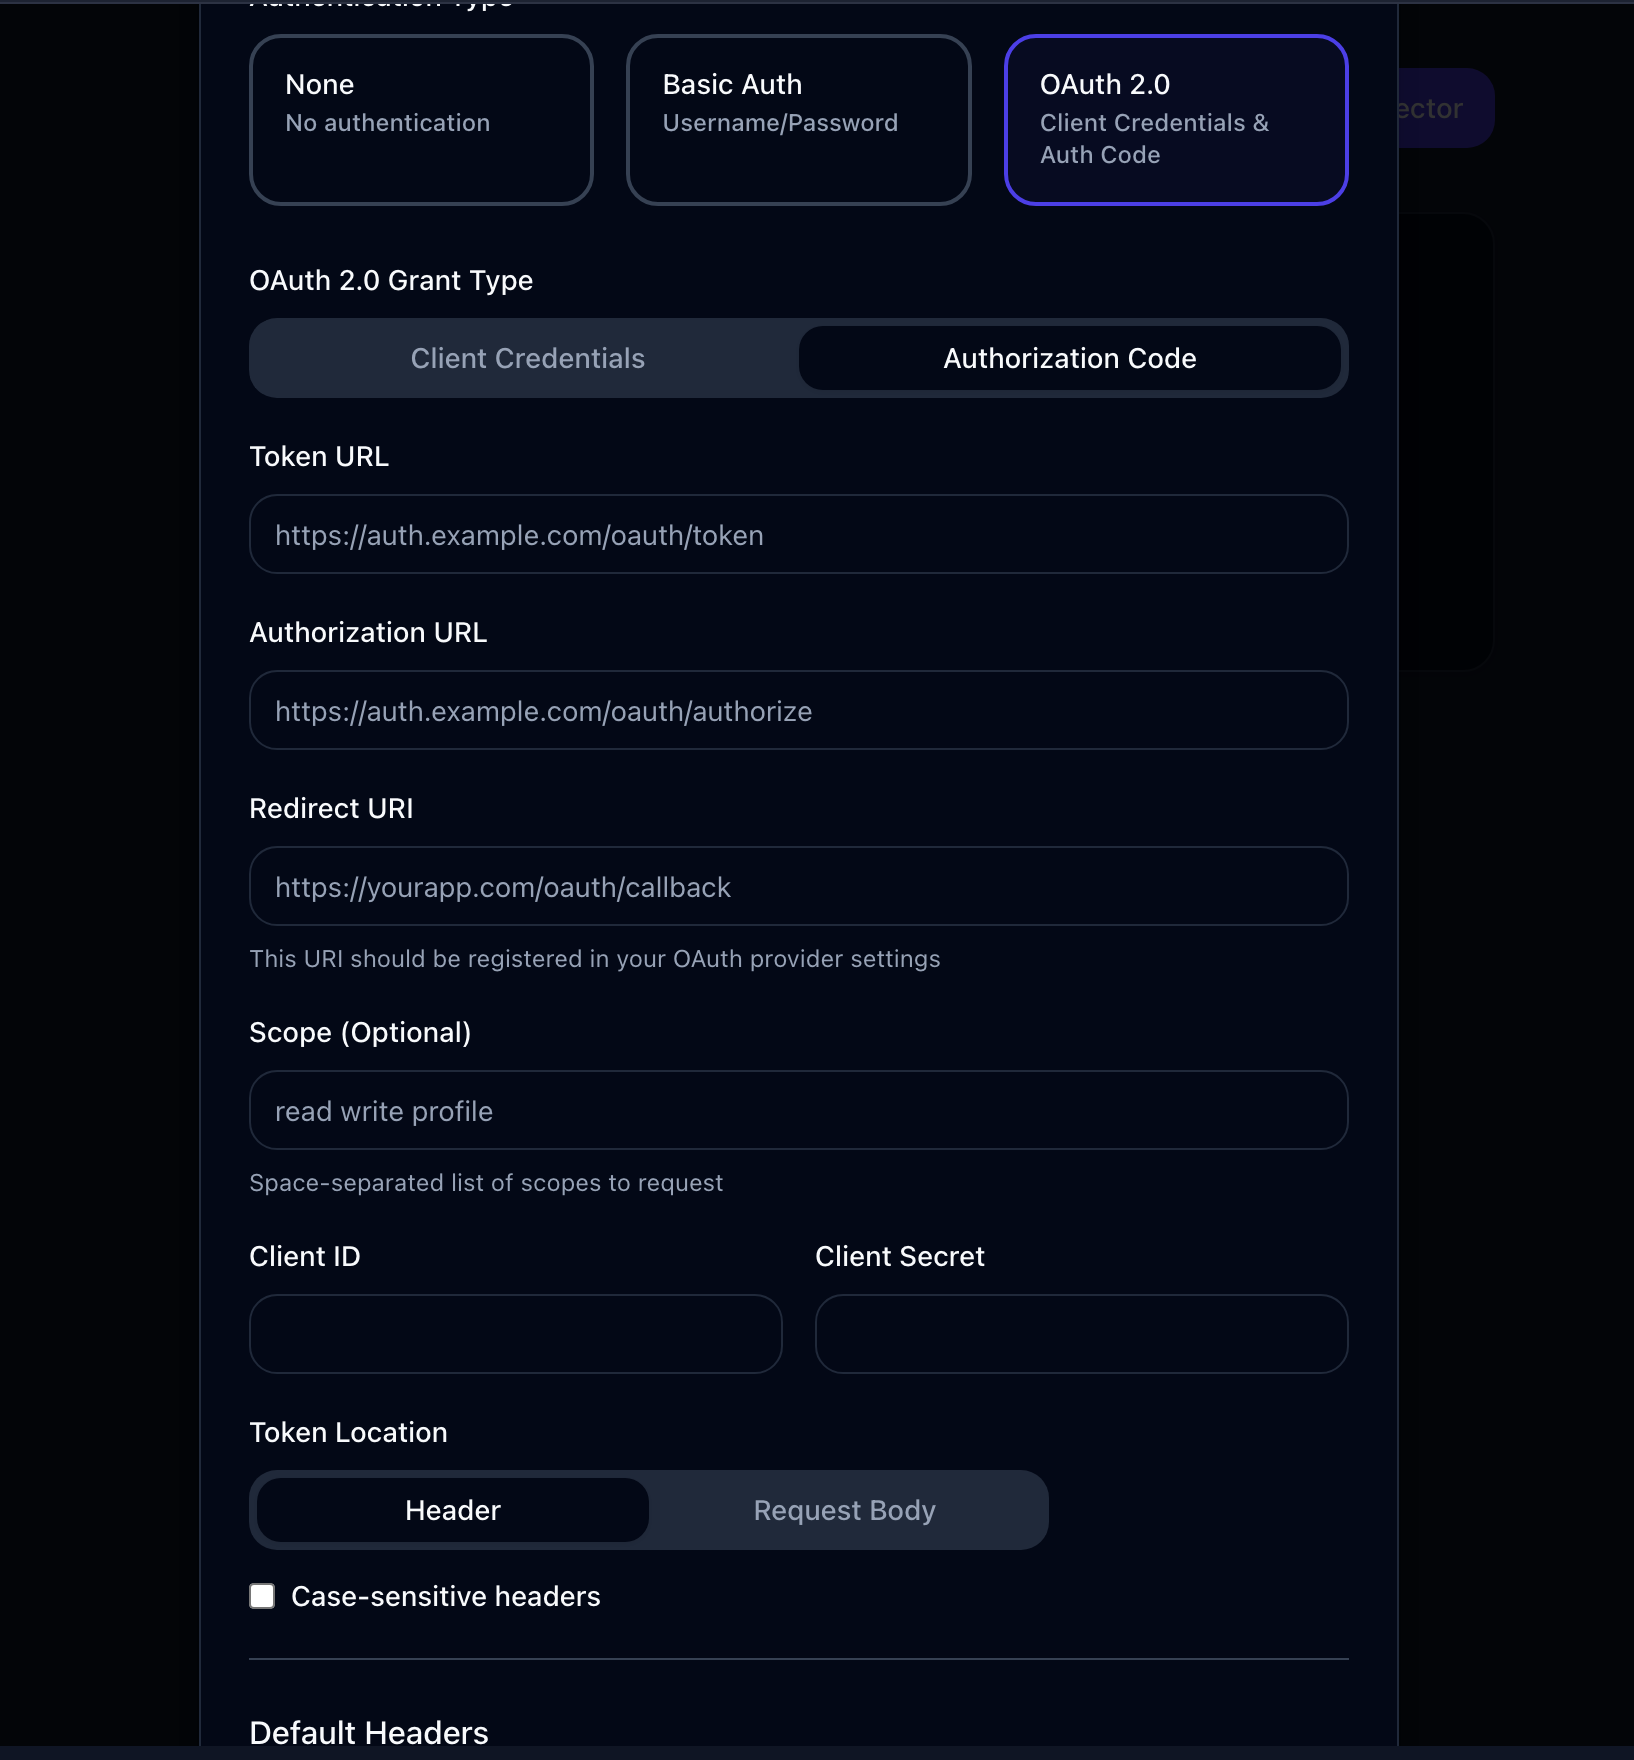 Authentication Type
None
No authentication
Basic Auth
Username/Password
OAuth 2.0
Client Credentials &
Auth Code
ector
OAuth 2.0 Grant Type
Client Credentials
Authorization Code
Token URL
https://auth.example.com/oauth/token
Authorization URL
https://auth.example.com/oauth/authorize
Redirect URI
https://yourapp.com/oauth/callback
This URI should be registered in your OAuth provider settings
Scope (Optional)
read write profile
Space-separated list of scopes to request
Client ID
Client Secret
Token Location
Header
Request Body
Case-sensitive headers
Default Headers